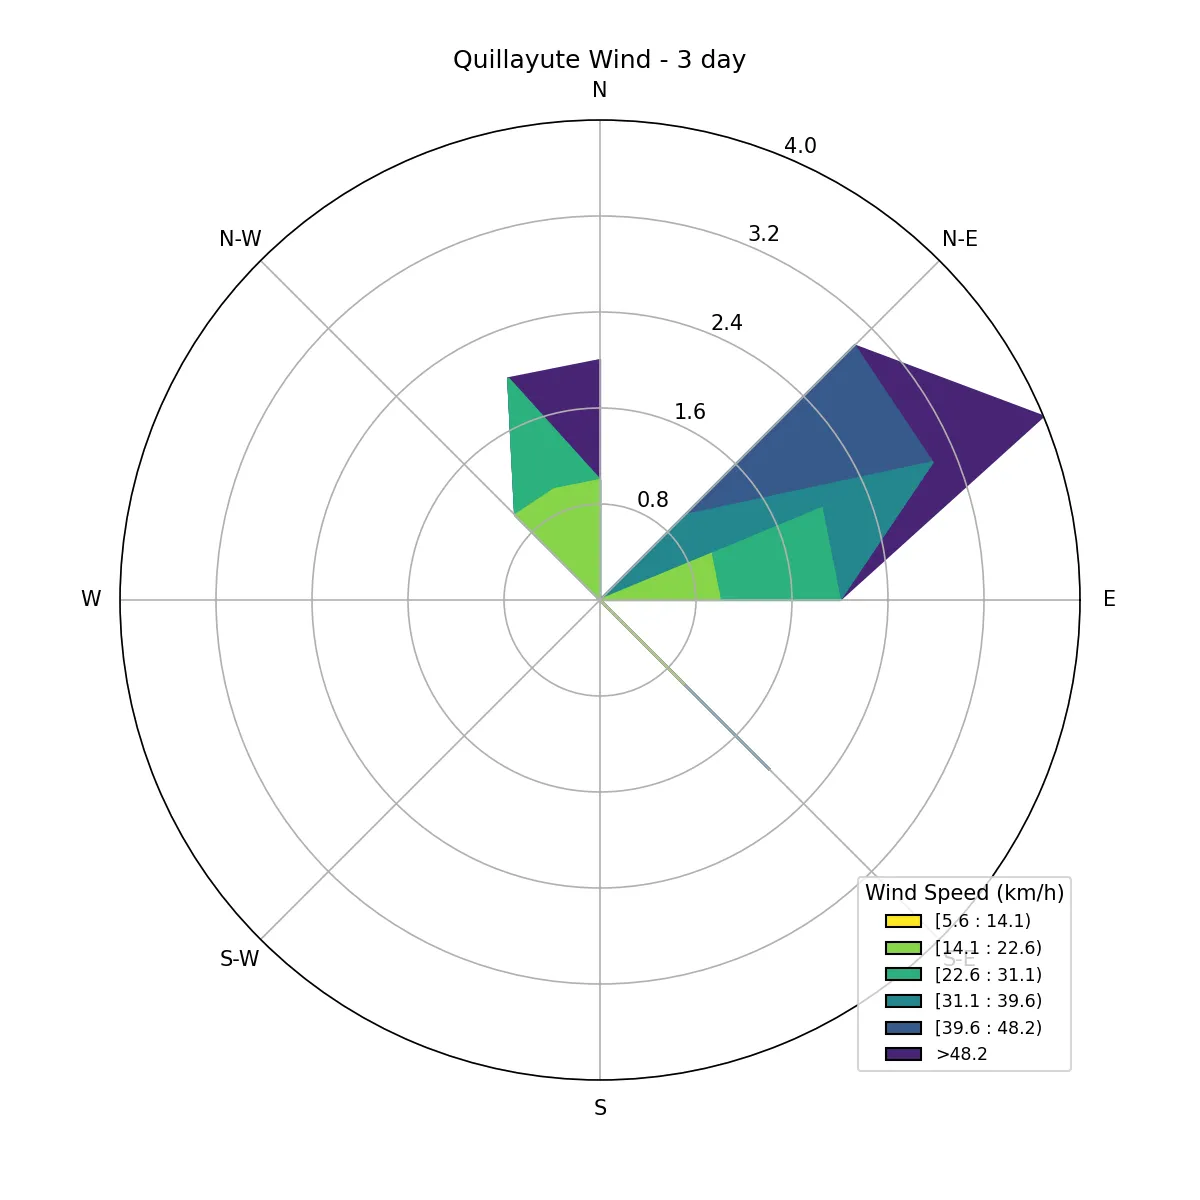 Quillayute Wind - 3 day
N
4.0
3.2
N-W
N-E
2.4
1.6
0.8
W
E
Wind Speed (km/h)
[5.6 : 14.1)
[14.1 : 22.6)
S-W
S-E
[22.6 : 31.1)
[31.1 : 39.6)
[39.6 : 48.2)
>48.2
S